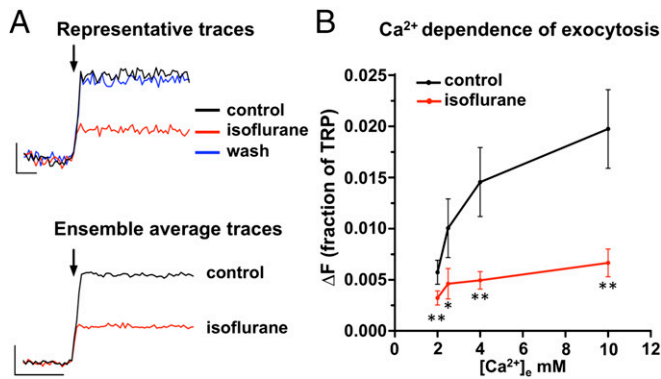 A
Representative traces
control
isoflurane
wash
Ensemble average traces
control
isoflurane
B
Ca²⁺ dependence of exocytosis
control
isoflurane
ΔF (fraction of TRP)
0.025
0.020
0.015
0.010
0.005
0.000
**
*
**
**
0 2 4 6 8 10 12
[Ca²⁺]ₑ mM